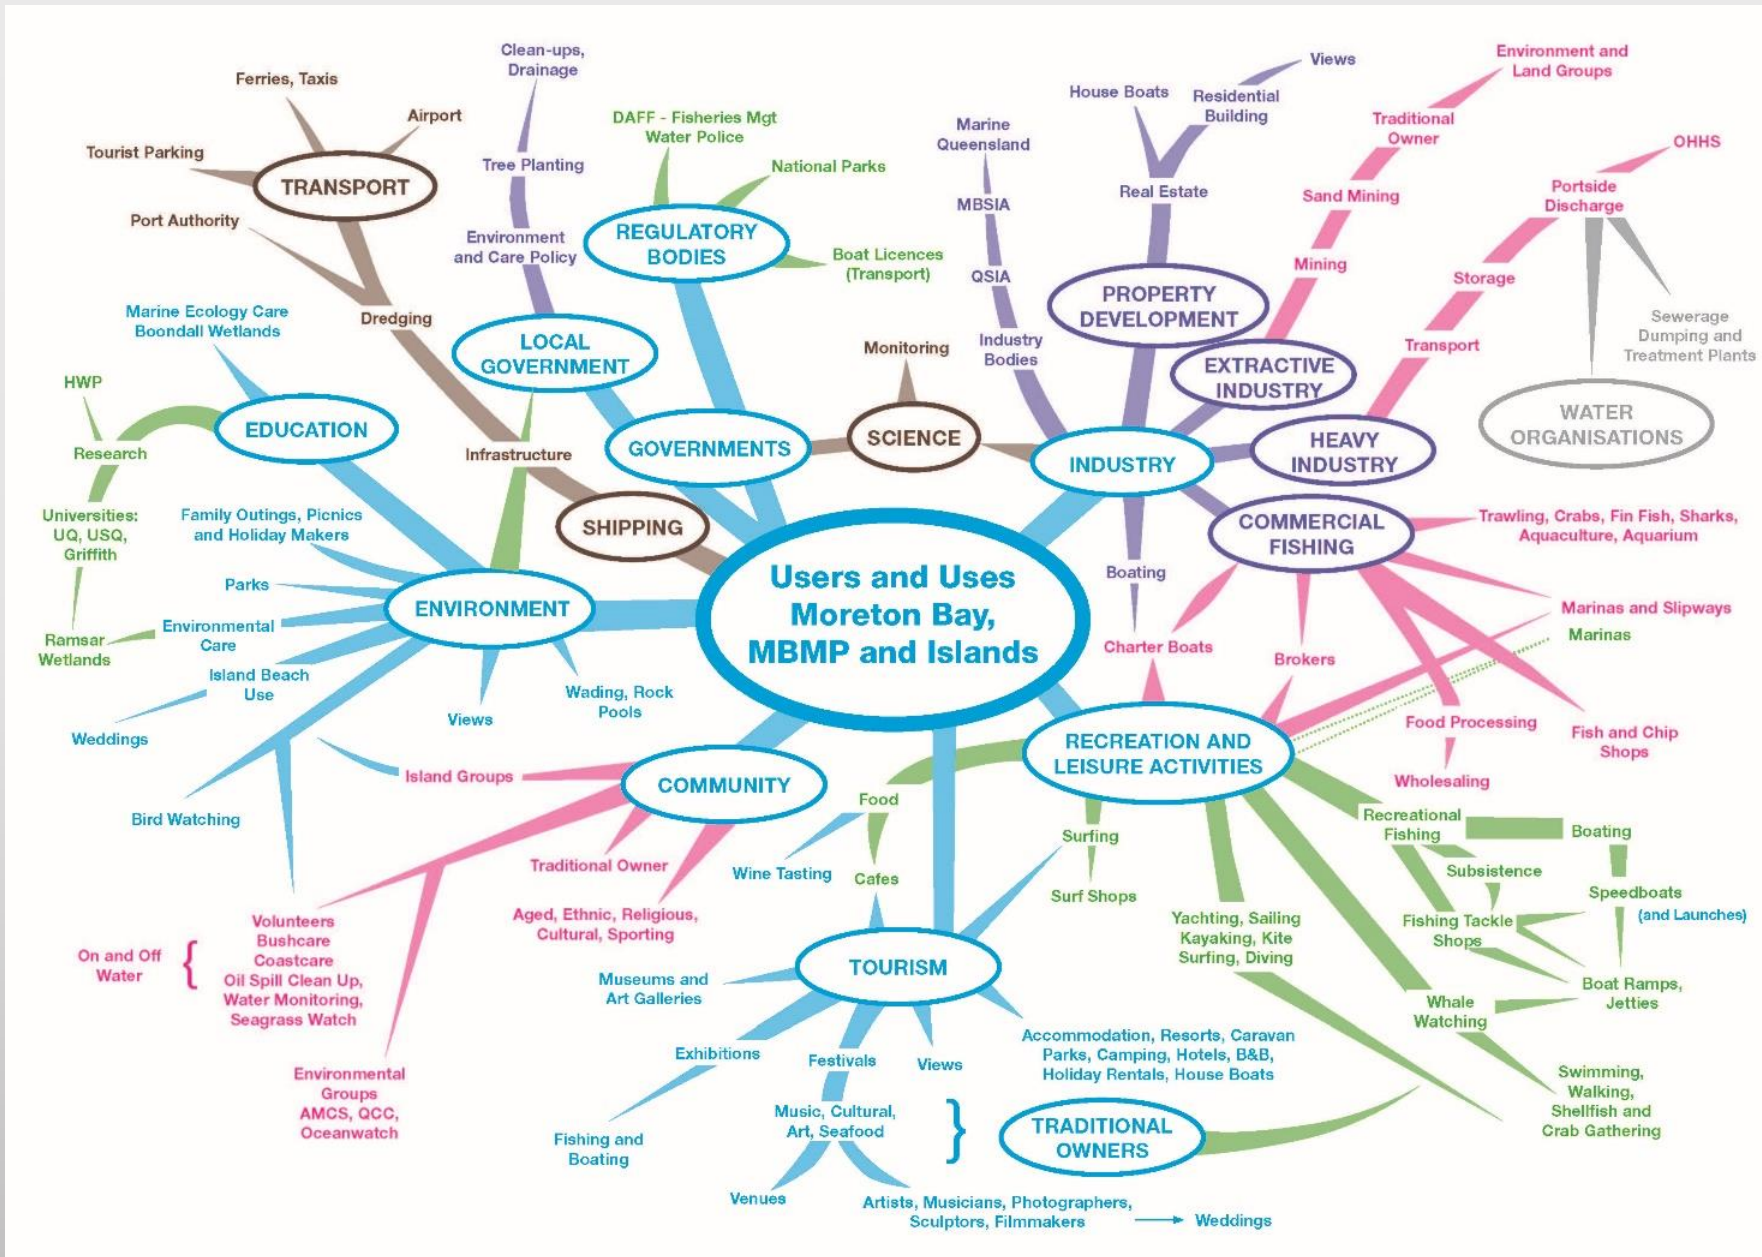 Clean-ups,
Drainage
Ferries, Taxis
Airport
Tourist Parking
TRANSPORT
Port Authority
Dredging
Infrastructure
SHIPPING
Tree Planting
Environment
and Care Policy
LOCAL
GOVERNMENT
DAFF - Fisheries Mgt
Water Police
National Parks
REGULATORY
BODIES
Boat Licences
(Transport)
GOVERNMENTS
Monitoring
SCIENCE
Marine
Queensland
MBSIA
QSIA
Industry
Bodies
INDUSTRY
House Boats
Residential
Building
Views
Real Estate
PROPERTY
DEVELOPMENT
Environment and
Land Groups
Traditional
Owner
Sand Mining
Mining
EXTRACTIVE
INDUSTRY
OHHS
Portside
Discharge
Storage
Transport
HEAVY
INDUSTRY
Sewerage
Dumping and
Treatment Plants
WATER
ORGANISATIONS
COMMERCIAL
FISHING
Trawling, Crabs, Fin Fish, Sharks,
Aquaculture, Aquarium
Marinas and Slipways
Marinas
Boating
Charter Boats
Brokers
Food Processing
Wholesaling
Fish and Chip
Shops
Marine Ecology Care
Boondall Wetlands
HWP
EDUCATION
Research
Universities:
UQ, USQ,
Griffith
Ramsar
Wetlands
Family Outings, Picnics
and Holiday Makers
Parks
Environmental
Care
ENVIRONMENT
Island Beach
Use
Weddings
Views
Wading, Rock
Pools
Bird Watching
Users and Uses
Moreton Bay,
MBMP and Islands
Island Groups
COMMUNITY
Traditional Owner
Aged, Ethnic, Religious,
Cultural, Sporting
On and Off
Water
Volunteers
Bushcare
Coastcare
Oil Spill Clean Up,
Water Monitoring,
Seagrass Watch
Environmental
Groups
AMCS, QCC,
Oceanwatch
RECREATION AND
LEISURE ACTIVITIES
Food
Wine Tasting
Cafes
Surfing
Surf Shops
Yachting, Sailing
Kayaking, Kite
Surfing, Diving
Recreational
Fishing
Boating
Subsistence
Speedboats
(and Launches)
Fishing Tackle
Shops
Boat Ramps,
Jetties
Whale
Watching
Swimming,
Walking,
Shellfish and
Crab Gathering
TOURISM
Museums and
Art Galleries
Exhibitions
Fishing and
Boating
Festivals
Views
Accommodation, Resorts, Caravan
Parks, Camping, Hotels, B&B,
Holiday Rentals, House Boats
Music, Cultural,
Art, Seafood
TRADITIONAL
OWNERS
Venues
Artists, Musicians, Photographers,
Sculptors, Filmmakers
Weddings